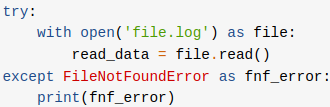 try:
    with open('file.log') as file:
        read_data = file.read()
except FileNotFoundError as fnf_error:
    print(fnf_error)